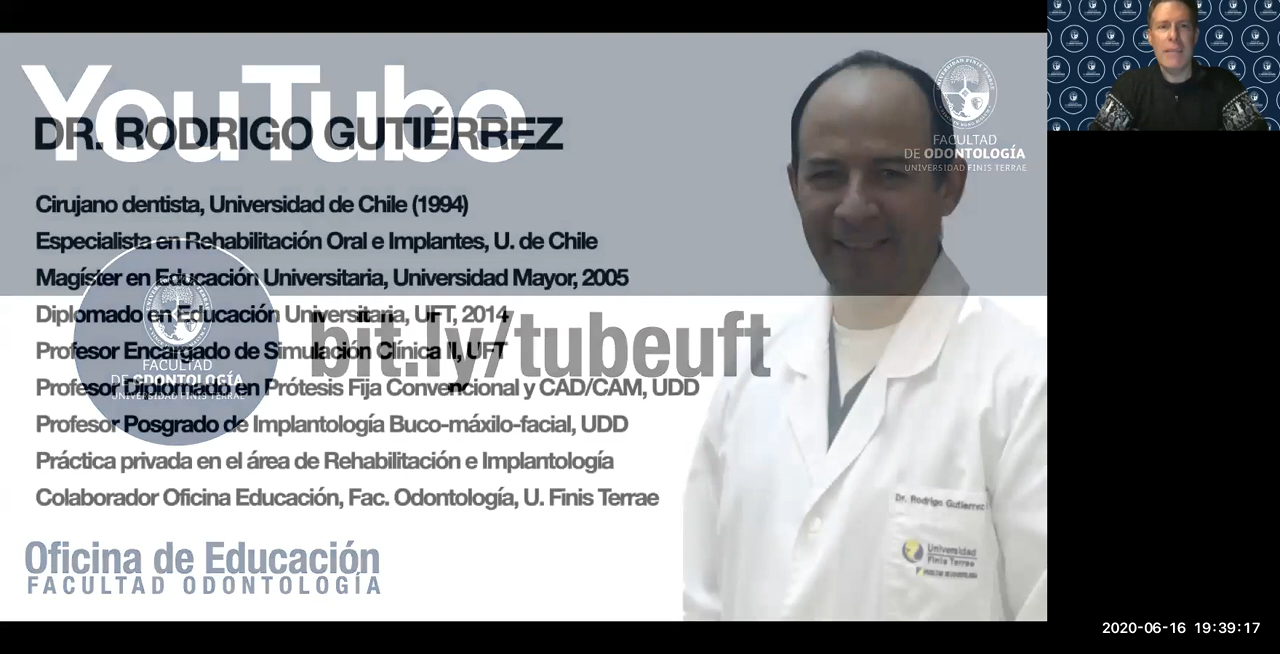 YouTube
DR. RODRIGO GUTIÉRREZ
Cirujano dentista, Universidad de Chile (1994)
Especialista en Rehabilitación Oral e Implantes, U. de Chile
Magíster en Educación Universitaria, Universidad Mayor, 2005
Diplomado en Educación Universitaria, UFT, 2014
Profesor Encargado de Simulación Clínica II, UFT
Profesor Diplomado en Prótesis Fija Convencional y CAD/CAM, UDD
Profesor Posgrado de Implantología Buco-máxilo-facial, UDD
Práctica privada en el área de Rehabilitación e Implantología
Colaborador Oficina Educación, Fac. Odontología, U. Finis Terrae
bit.ly/tubeuft
FACULTAD
DE ODONTOLOGÍA
UNIVERSIDAD FINIS TERRAE
Oficina de Educación
FACULTAD ODONTOLOGÍA
UNIVERSIDAD FINIS TERRAE
FACULTAD
DE ODONTOLOGÍA
UNIVERSIDAD FINIS TERRAE
Dr. Rodrigo Gutierrez
Universidad
Finis Terrae
2020-06-16 19:39:17